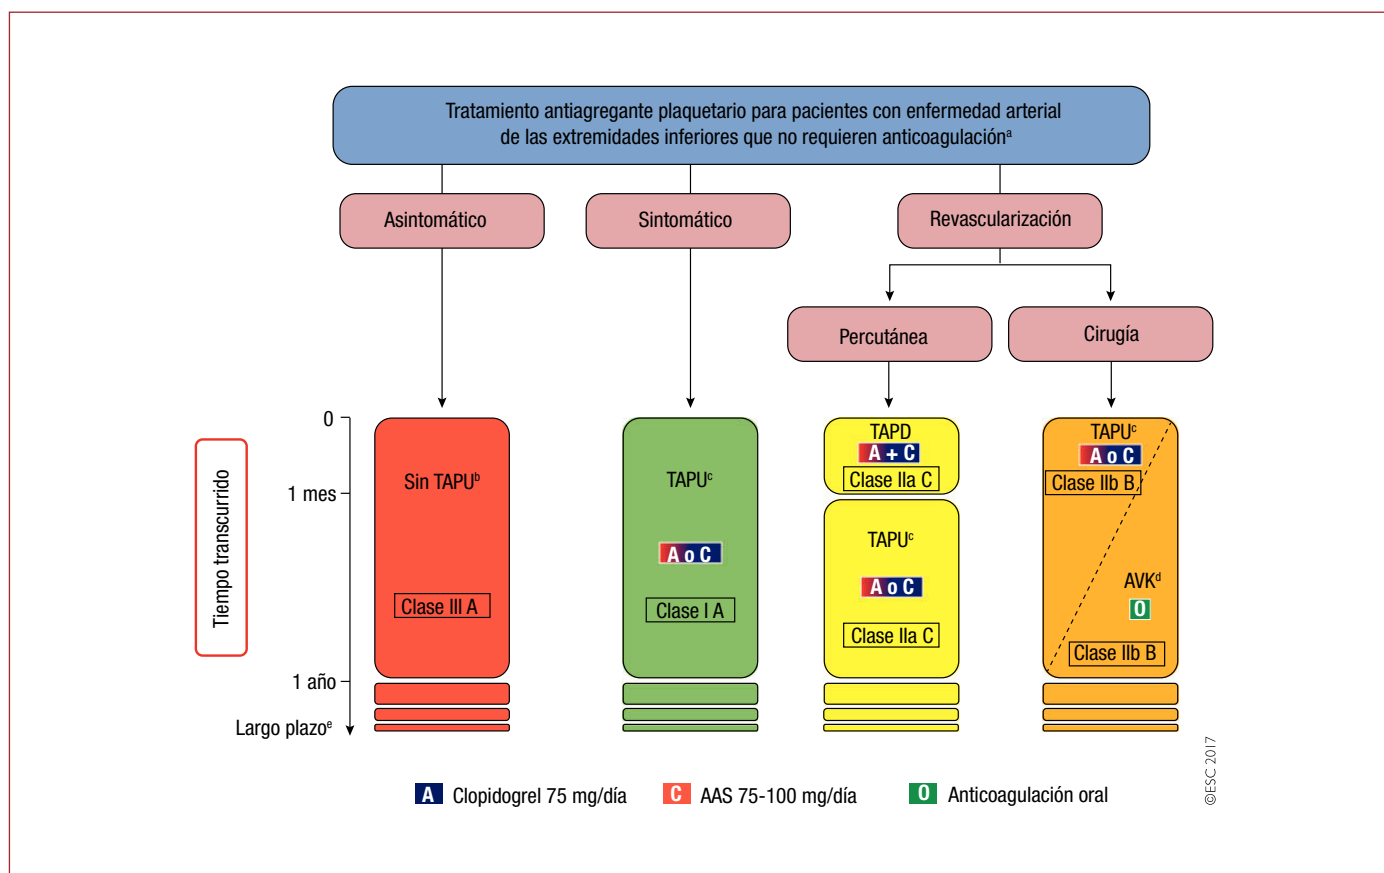 Tratamiento antiagregante plaquetario para pacientes con enfermedad arterial
de las extremidades inferiores que no requieren anticoagulaciónª
Asintomático
Sintomático
Revascularización
Percutánea
Cirugía
Tiempo transcurrido
0
1 mes
1 año
Largo plazoᵉ
Sin TAPUᵇ
Clase III A
TAPUᶜ
A o C
Clase I A
TAPD
A + C
Clase IIa C
TAPUᶜ
A o C
Clase IIa C
TAPUᶜ
A o C
Clase IIb B
AVKᵈ
O
Clase IIb B
A Clopidogrel 75 mg/día
C AAS 75-100 mg/día
O Anticoagulación oral
©ESC 2017